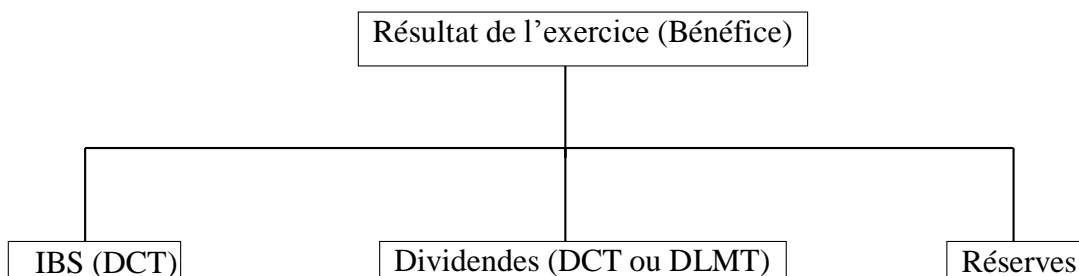 Résultat de l’exercice (Bénéfice)
IBS (DCT)
Dividendes (DCT ou DLMT)
Réserves